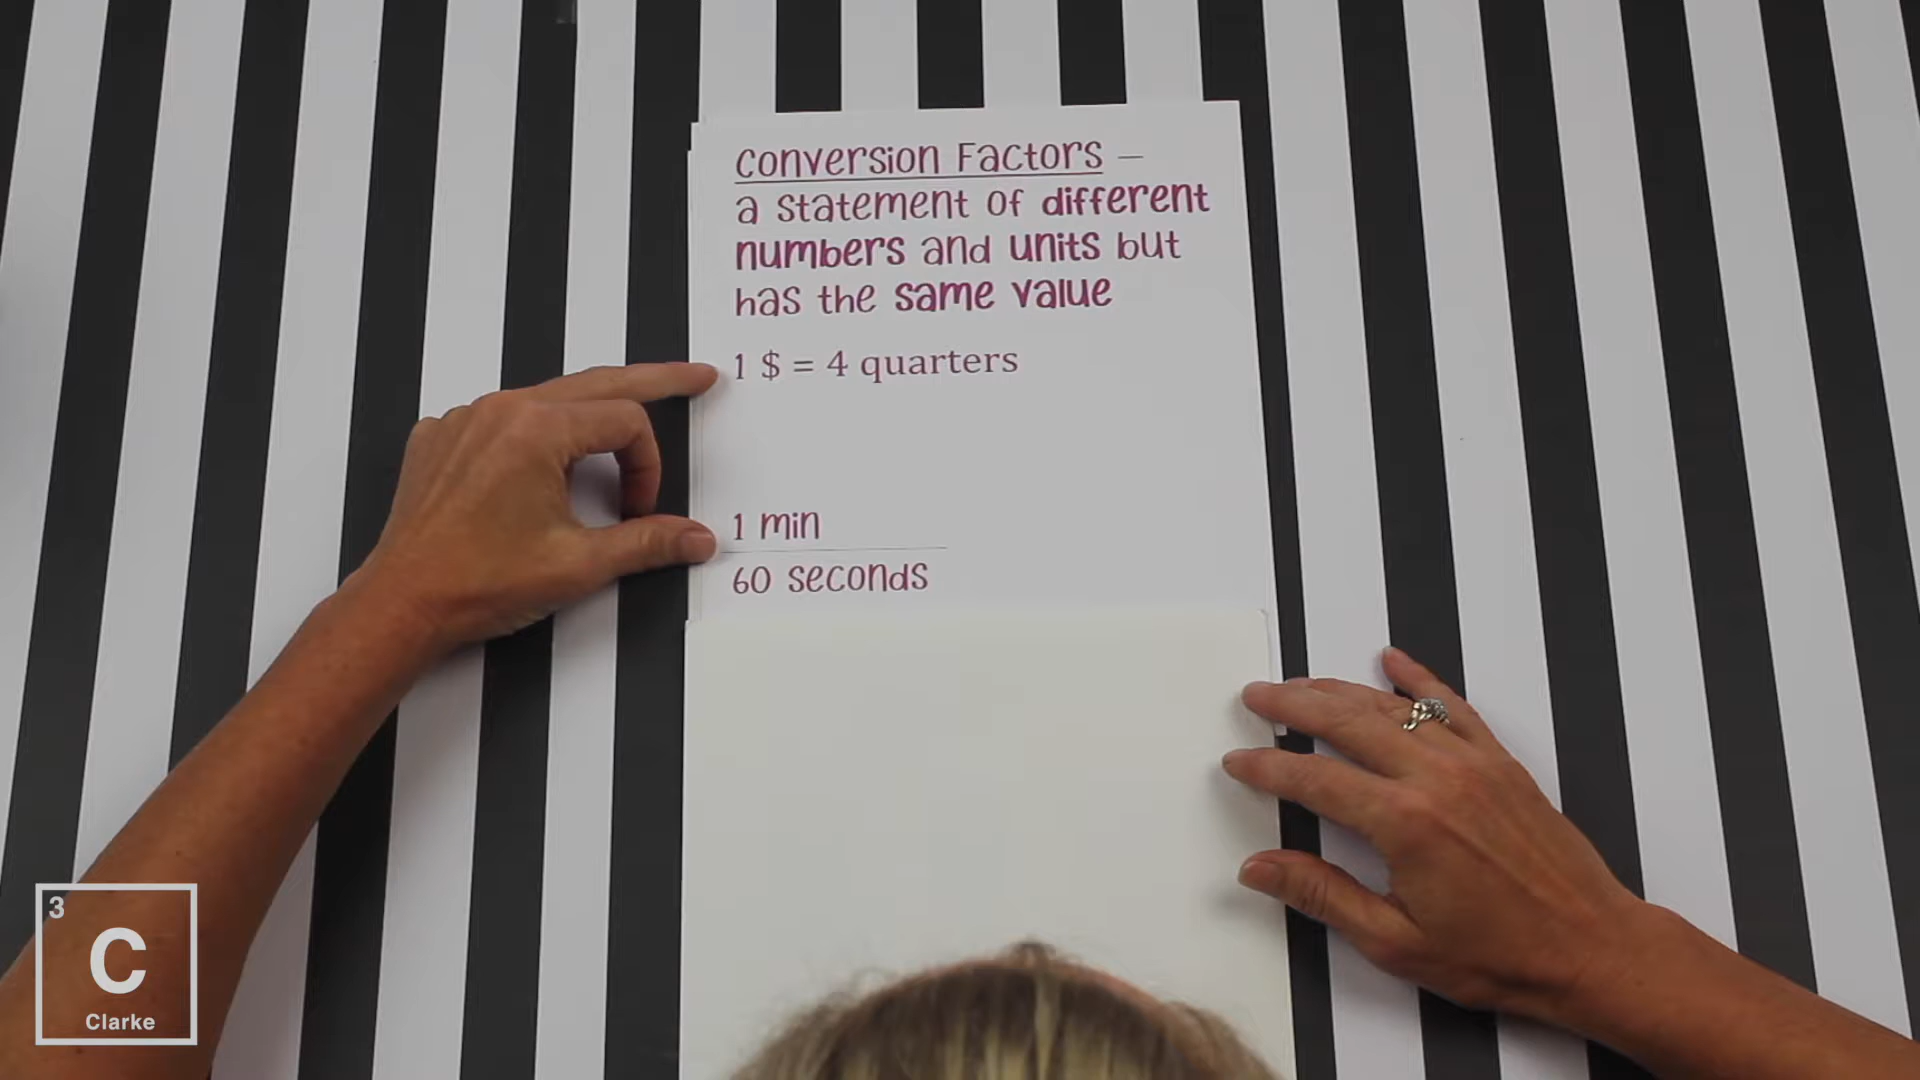 Conversion Factors –
a statement of different
numbers and units but
has the same value
1 $ = 4 quarters
1 min
60 seconds
3
C
Clarke